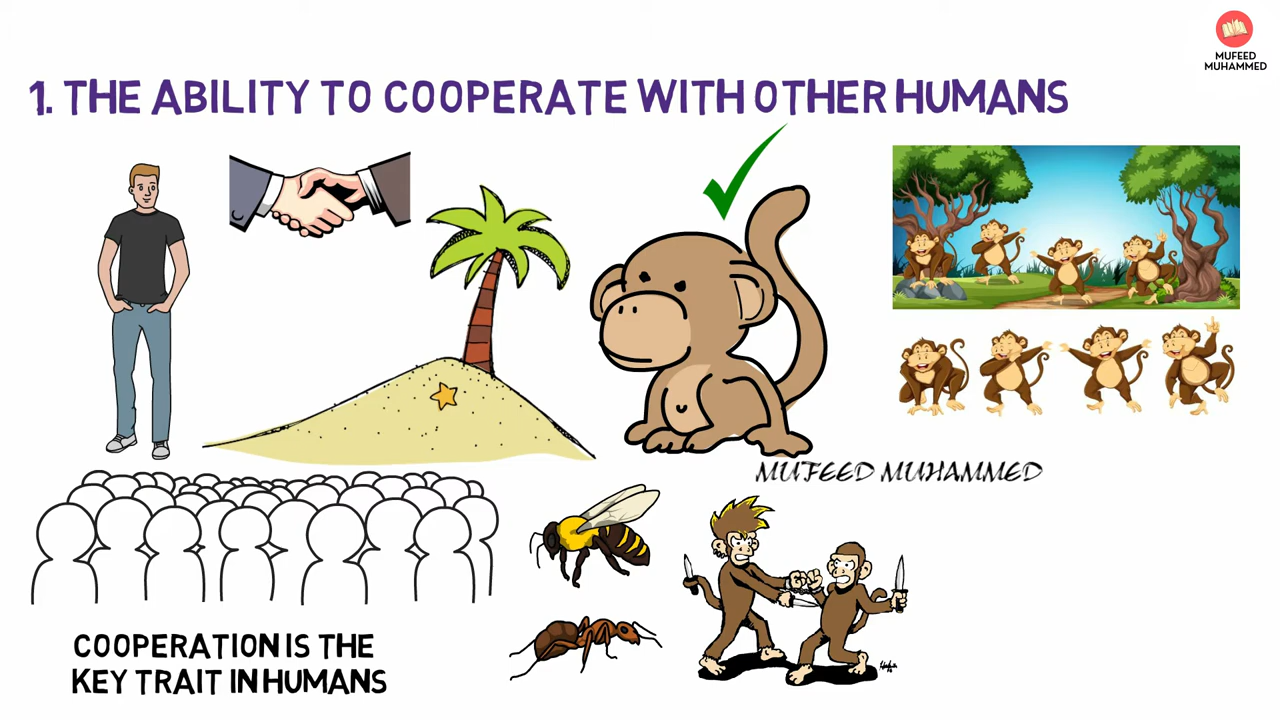 MUFEED
MUHAMMED
1. THE ABILITY TO COOPERATE WITH OTHER HUMANS
MUFEED MUHAMMED
COOPERATION IS THE
KEY TRAIT IN HUMANS